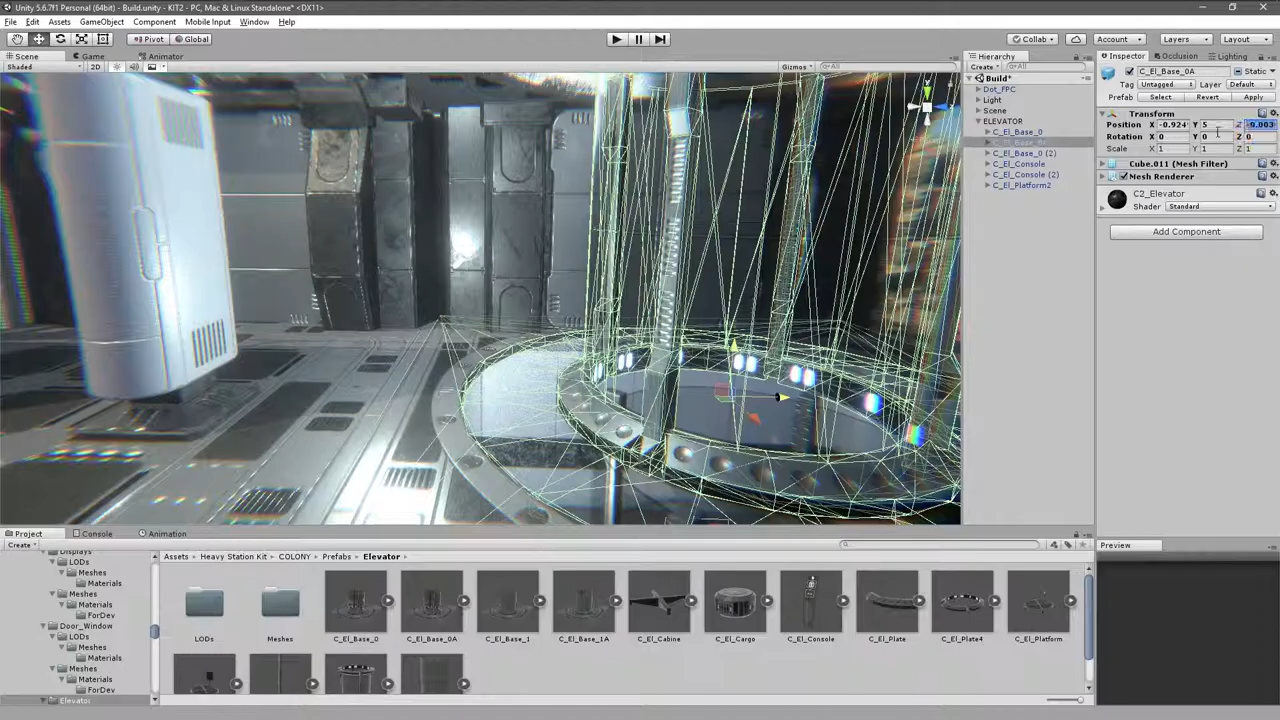 Unity 5.6.7f1 Personal (64bit) - Build.unity - KIT2 - PC, Mac & Linux Standalone* <DX11>
File Edit Assets GameObject Component Mobile Input Window Help
Pivot Global Collab Account Layers Layout
Scene Game Animator Hierarchy Inspector Occlusion Lighting
Shaded 2D Gizmos All Create All
Build*
Dot_FPC
Light
Scene
ELEVATOR
C_El_Base_0
C_El_Base_0 (2)
C_El_Console
C_El_Console (2)
C_El_Platform2
C_El_Base_0A Static
Tag Untagged Layer Default
Prefab Select Revert Apply
Transform
Position X -0.924 Y 5 Z -9.003
Rotation X 0 Y 0 Z 0
Scale X 1 Y 1 Z 1
Cube.011 (Mesh Filter)
Mesh Renderer
C2_Elevator
Shader Standard
Add Component
Project Console Animation
Create
Assets Heavy Station Kit COLONY Prefabs Elevator
Displays
LODs
Meshes
Materials
Meshes
Materials
ForDev
Door_Window
LODs
Meshes
Materials
Meshes
Materials
ForDev
Elevator
LODs Meshes C_El_Base_0 C_El_Base_0A C_El_Base_1 C_El_Base_1A C_El_Cabine C_El_Cargo C_El_Console C_El_Plate C_El_Plate4 C_El_Platform
Preview